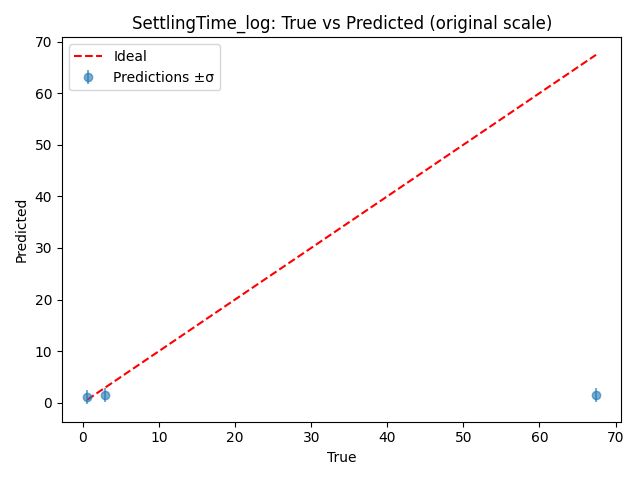 SettlingTime_log: True vs Predicted (original scale)
Ideal
Predictions ±σ
70
60
50
40
30
20
10
0
Predicted
0 10 20 30 40 50 60 70
True